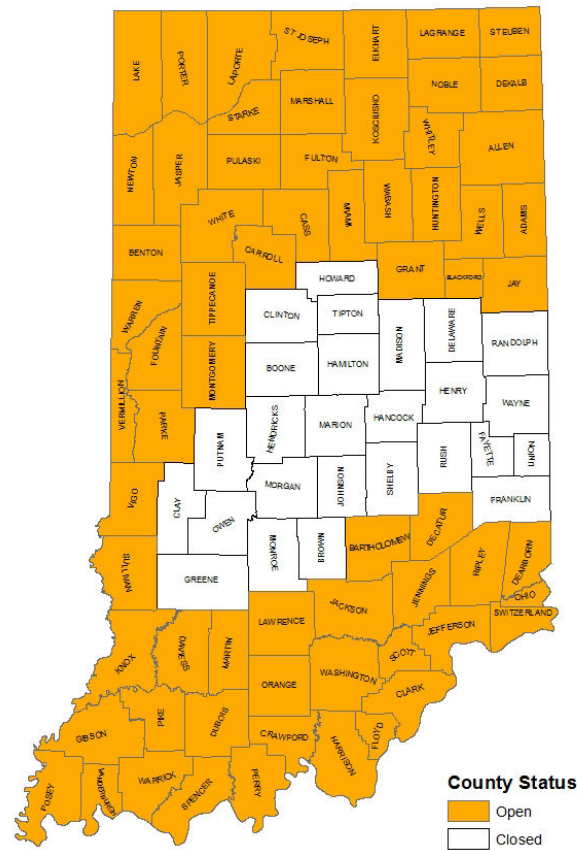 ST JOSEPH
LAGRANGE
STEUBEN
ELKHART
LAKE
PORTER
LAPORTE
NOBLE
DEKALB
MARSHALL
KOSCIUSKO
STARKE
WHITLEY
ALLEN
PULASKI
FULTON
NEWTON
JASPER
WABASH
HUNTINGTON
MIAMI
WELLS
ADAMS
WHITE
CASS
BENTON
CARROLL
GRANT
BLACKFORD
JAY
HOWARD
TIPPECANOE
WARREN
CLINTON
TIPTON
MADISON
DELAWARE
RANDOLPH
FOUNTAIN
MONTGOMERY
BOONE
HAMILTON
HENRY
WAYNE
VERMILLION
PARKE
PUTNAM
HENDRICKS
MARION
HANCOCK
RUSH
FAYETTE
UNION
VIGO
CLAY
OWEN
MORGAN
JOHNSON
SHELBY
FRANKLIN
SULLIVAN
GREENE
MONROE
BROWN
BARTHOLOMEW
DECATUR
RIPLEY
DEARBORN
OHIO
SWITZERLAND
JENNINGS
JACKSON
LAWRENCE
JEFFERSON
KNOX
DAVIESS
MARTIN
SCOTT
WASHINGTON
ORANGE
CLARK
GIBSON
PIKE
DUBOIS
CRAWFORD
HARRISON
FLOYD
POSEY
VANDERBURGH
WARRICK
SPENCER
PERRY
County Status
Open
Closed